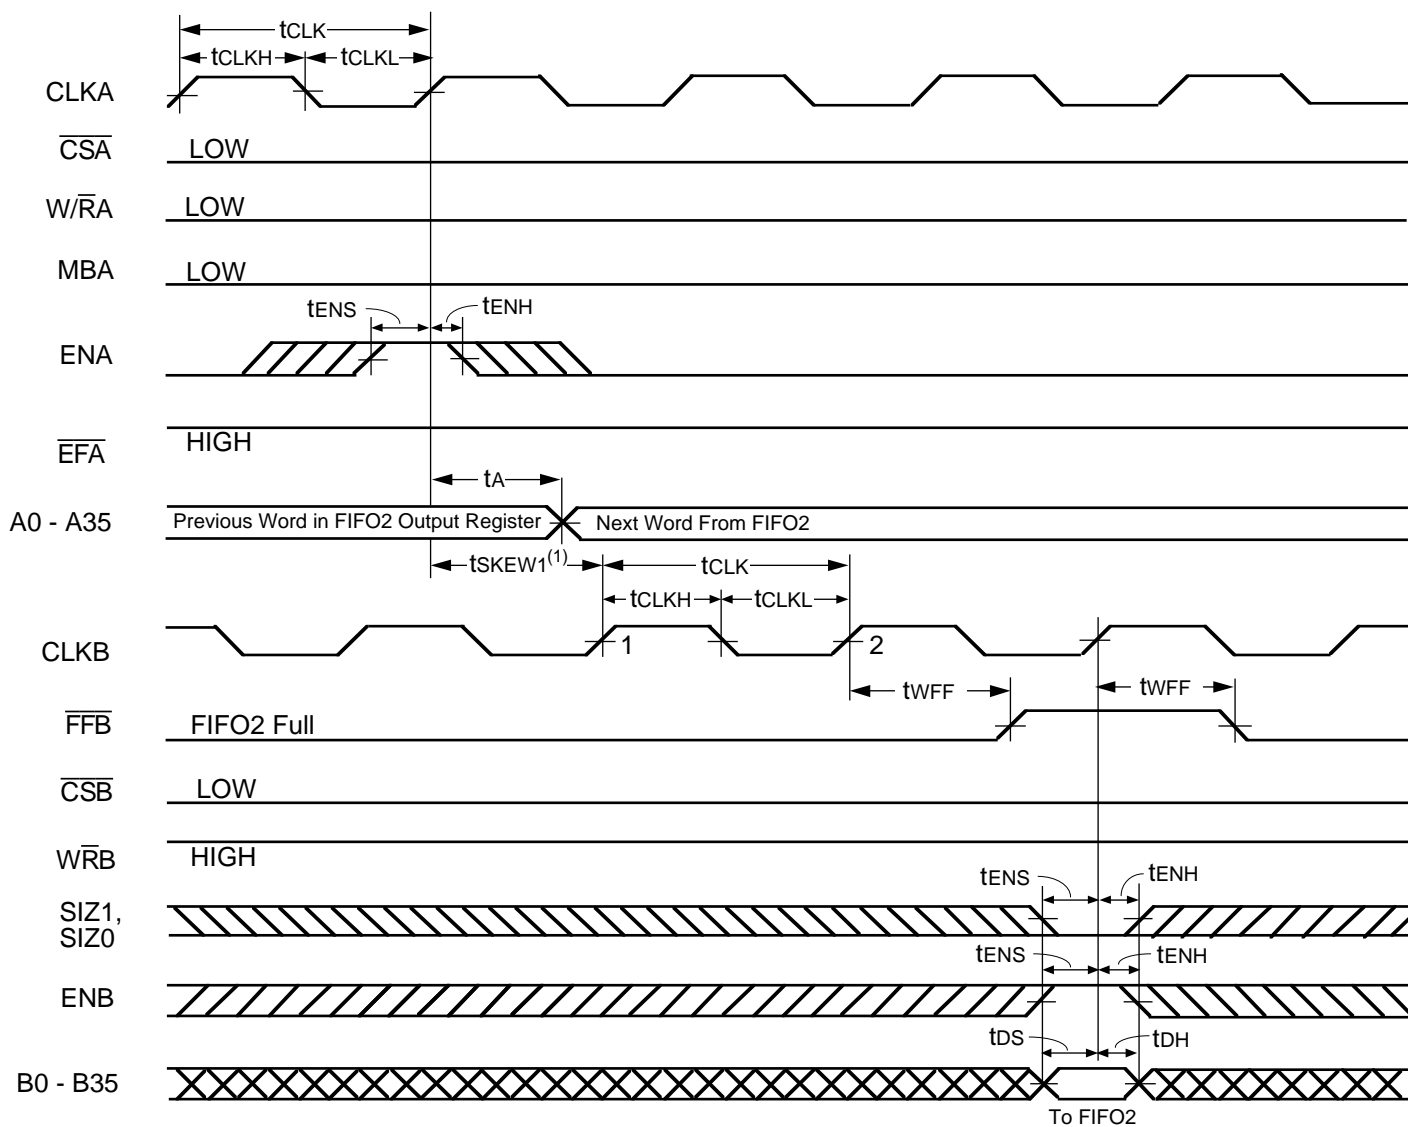 tCLK
tCLKH tCLKL
CLKA
CSA LOW
W/RA LOW
MBA LOW
tENS tENH
ENA
EFA HIGH
tA
A0 - A35 Previous Word in FIFO2 Output Register Next Word From FIFO2
tSKEW1(1) tCLK
tCLKH tCLKL
CLKB 1 2
tWFF tWFF
FFB FIFO2 Full
CSB LOW
WRB HIGH
tENS tENH
SIZ1,
SIZ0
tENS tENH
ENB
tDS tDH
B0 - B35
To FIFO2